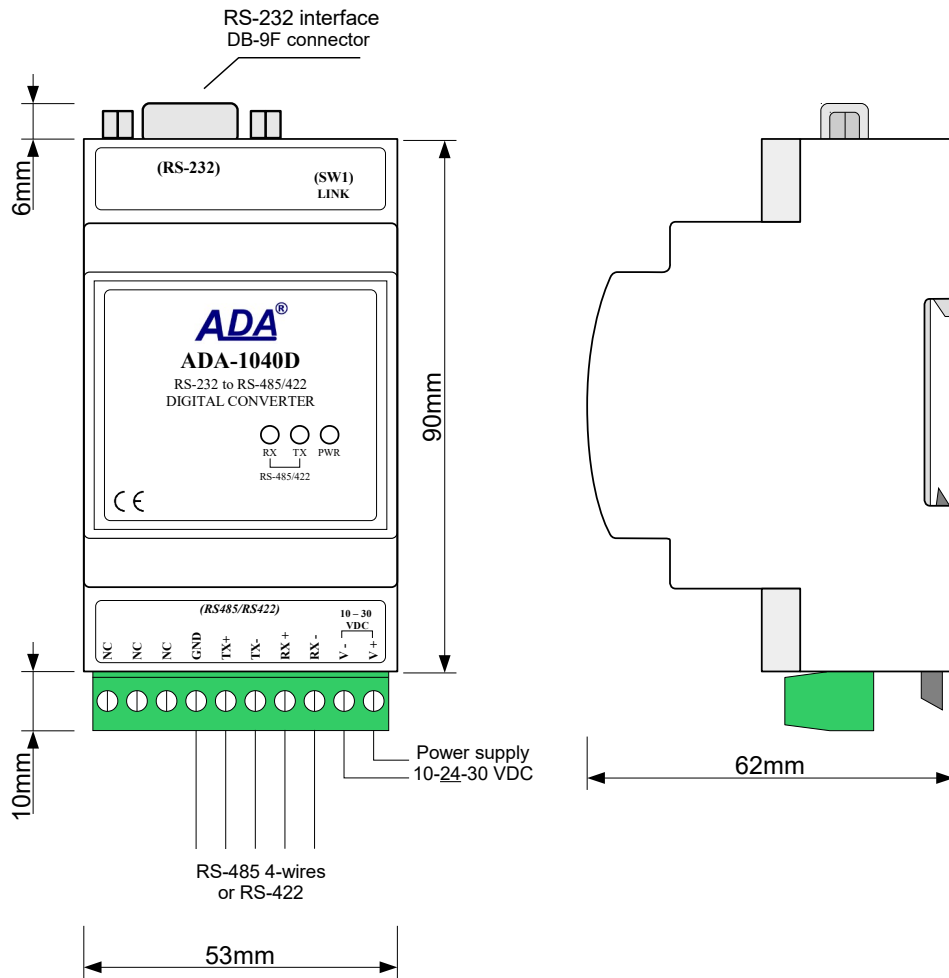 RS-232 interface
DB-9F connector
6mm
(RS-232)
(SW1)
LINK
ADA®
ADA-1040D
RS-232 to RS-485/422
DIGITAL CONVERTER
RX TX PWR
RS-485/422
CE
90mm
(RS485/RS422)
10 – 30
VDC
NC NC NC GND TX+ TX- RX + RX - V - V +
10mm
Power supply
10-24-30 VDC
62mm
RS-485 4-wires
or RS-422
53mm